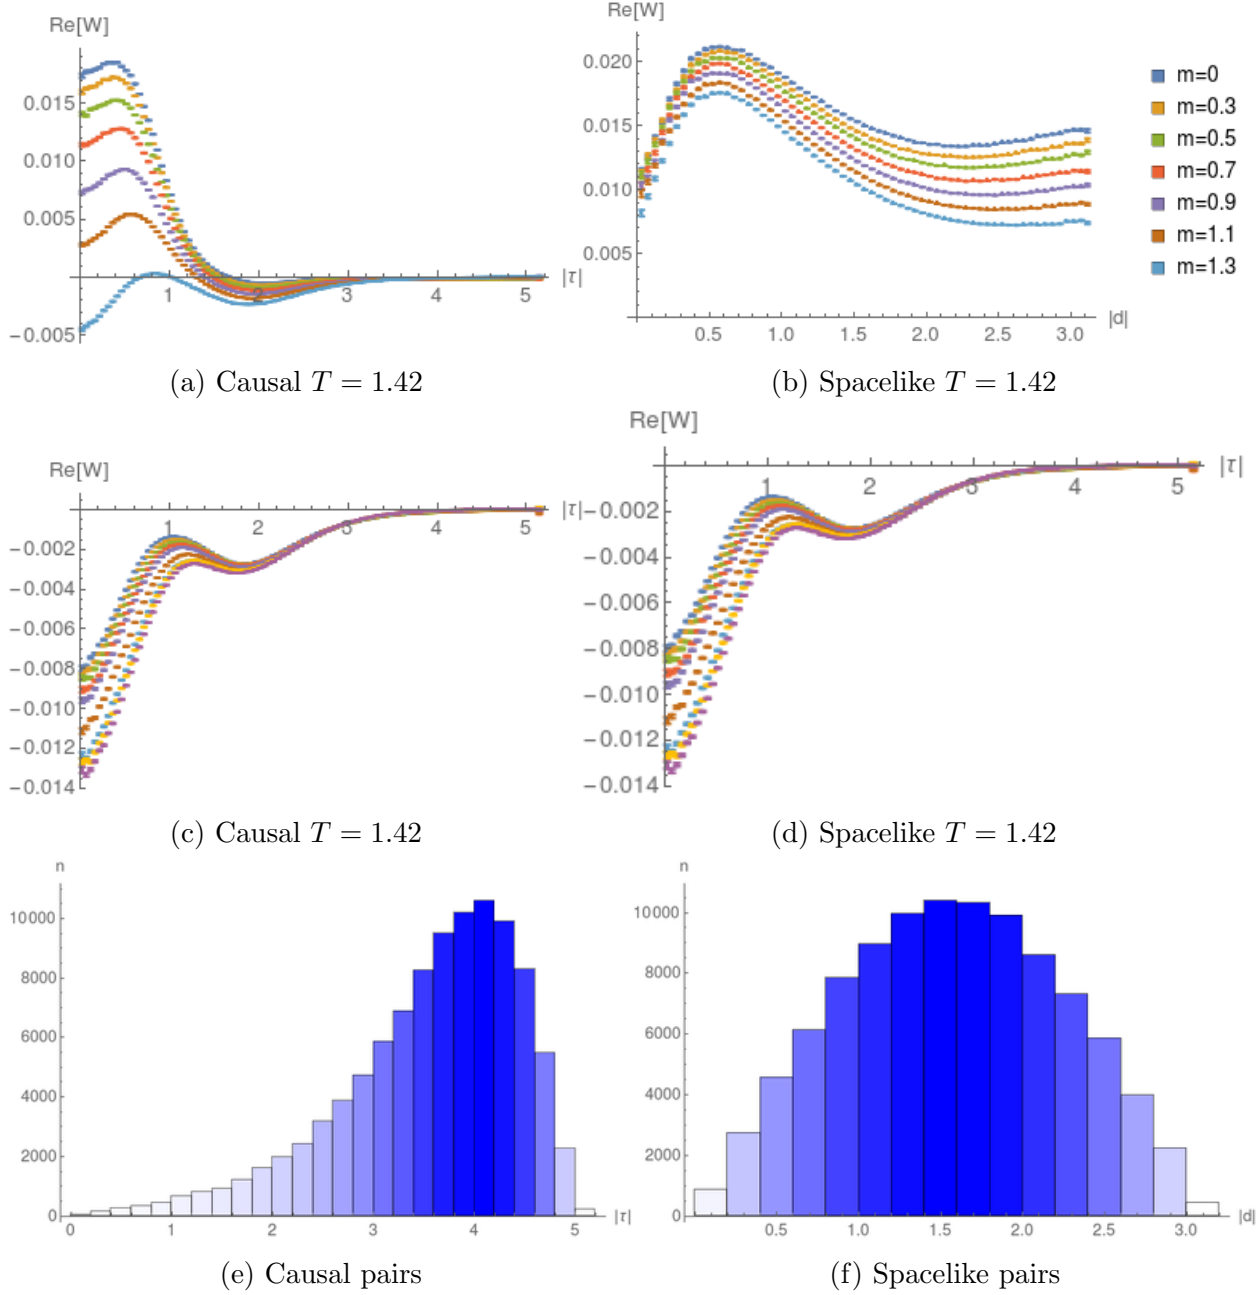 Re[W]
0.015
0.010
0.005
-0.005
1 2 3 4 5 |τ|
(a) Causal T = 1.42
Re[W]
0.020
0.015
0.010
0.005
0.5 1.0 1.5 2.0 2.5 3.0 |d|
(b) Spacelike T = 1.42
m=0
m=0.3
m=0.5
m=0.7
m=0.9
m=1.1
m=1.3
Re[W]
1 2 3 4 5 |τ|
-0.002
-0.004
-0.006
-0.008
-0.010
-0.012
-0.014
(c) Causal T = 1.42
Re[W]
1 2 3 4 5 |τ|
-0.002
-0.004
-0.006
-0.008
-0.010
-0.012
-0.014
(d) Spacelike T = 1.42
n
10000
8000
6000
4000
2000
0
0 1 2 3 4 5 |τ|
(e) Causal pairs
n
10000
8000
6000
4000
2000
0
0.5 1.0 1.5 2.0 2.5 3.0 |d|
(f) Spacelike pairs